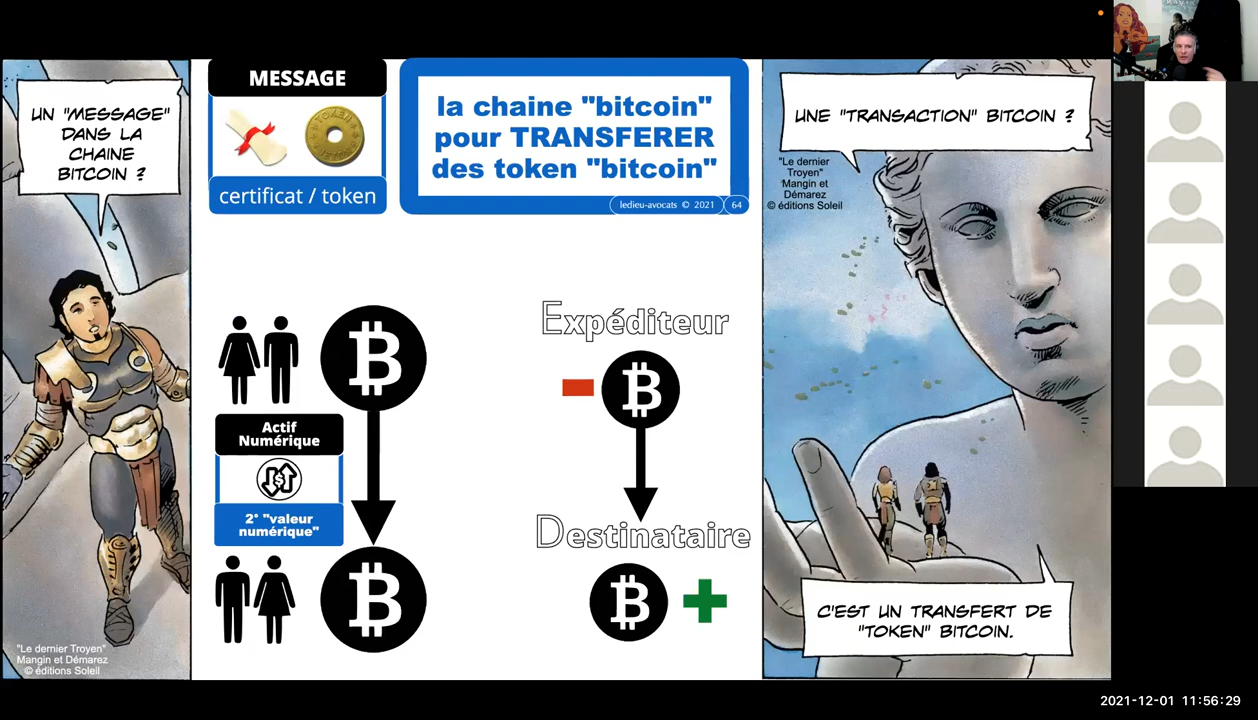 UN "MESSAGE"
DANS LA
CHAINE
BITCOIN ?
"Le dernier Troyen"
Mangin et Démarez
© éditions Soleil
MESSAGE
TOKEN
certificat / token
la chaine "bitcoin"
pour TRANSFERER
des token "bitcoin"
ledieu-avocats © 2021 64
Actif
Numérique
2° "valeur
numérique"
Expéditeur
Destinataire
UNE "TRANSACTION" BITCOIN ?
"Le dernier
Troyen"
Mangin et
Démarez
© éditions Soleil
C'EST UN TRANSFERT DE
"TOKEN" BITCOIN.
2021-12-01 11:56:29